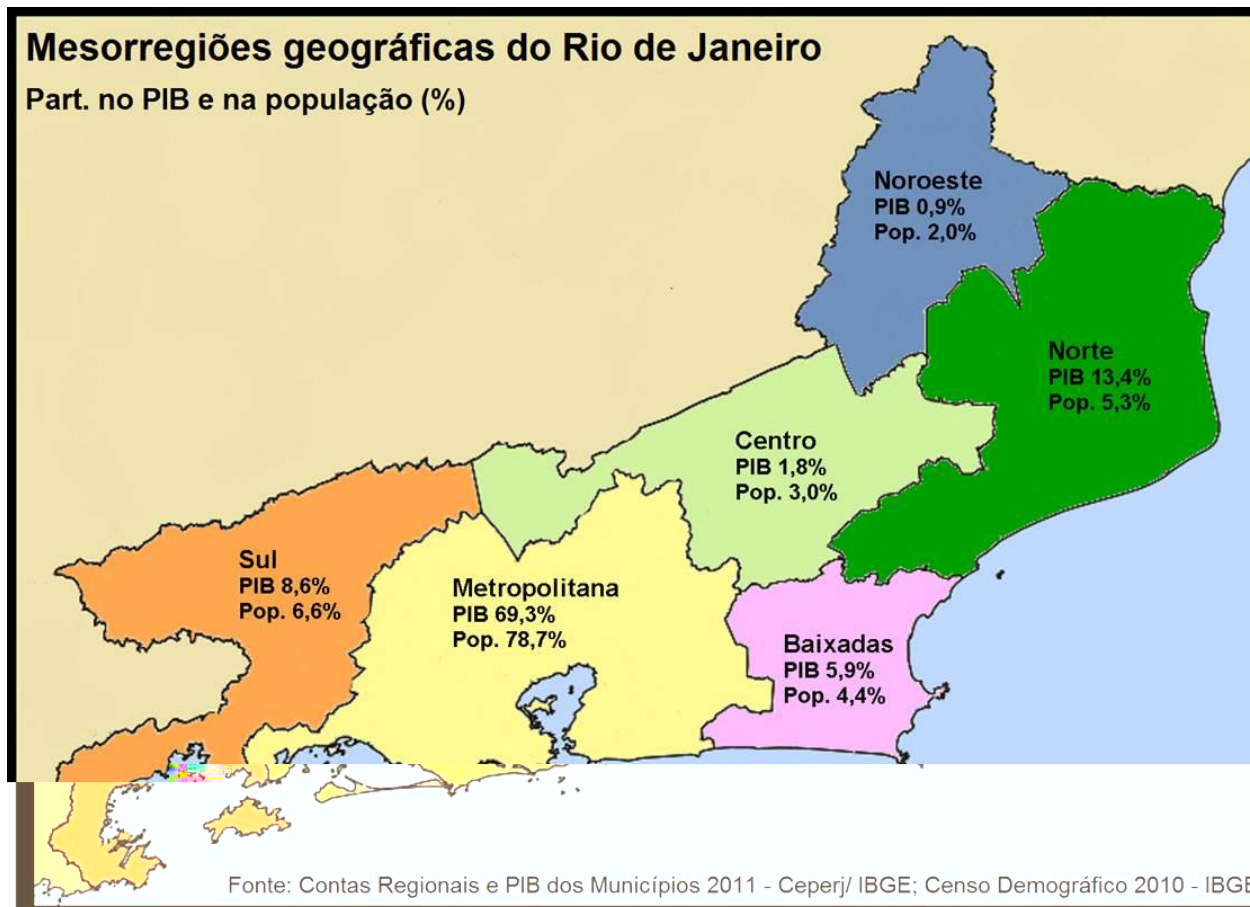 Mesorregiões geográficas do Rio de Janeiro
Part. no PIB e na população (%)
Noroeste
PIB 0,9%
Pop. 2,0%
Norte
PIB 13,4%
Pop. 5,3%
Centro
PIB 1,8%
Pop. 3,0%
Sul
PIB 8,6%
Pop. 6,6%
Metropolitana
PIB 69,3%
Pop. 78,7%
Baixadas
PIB 5,9%
Pop. 4,4%
Fonte: Contas Regionais e PIB dos Municípios 2011 - Ceperj/ IBGE; Censo Demográfico 2010 - IBGE